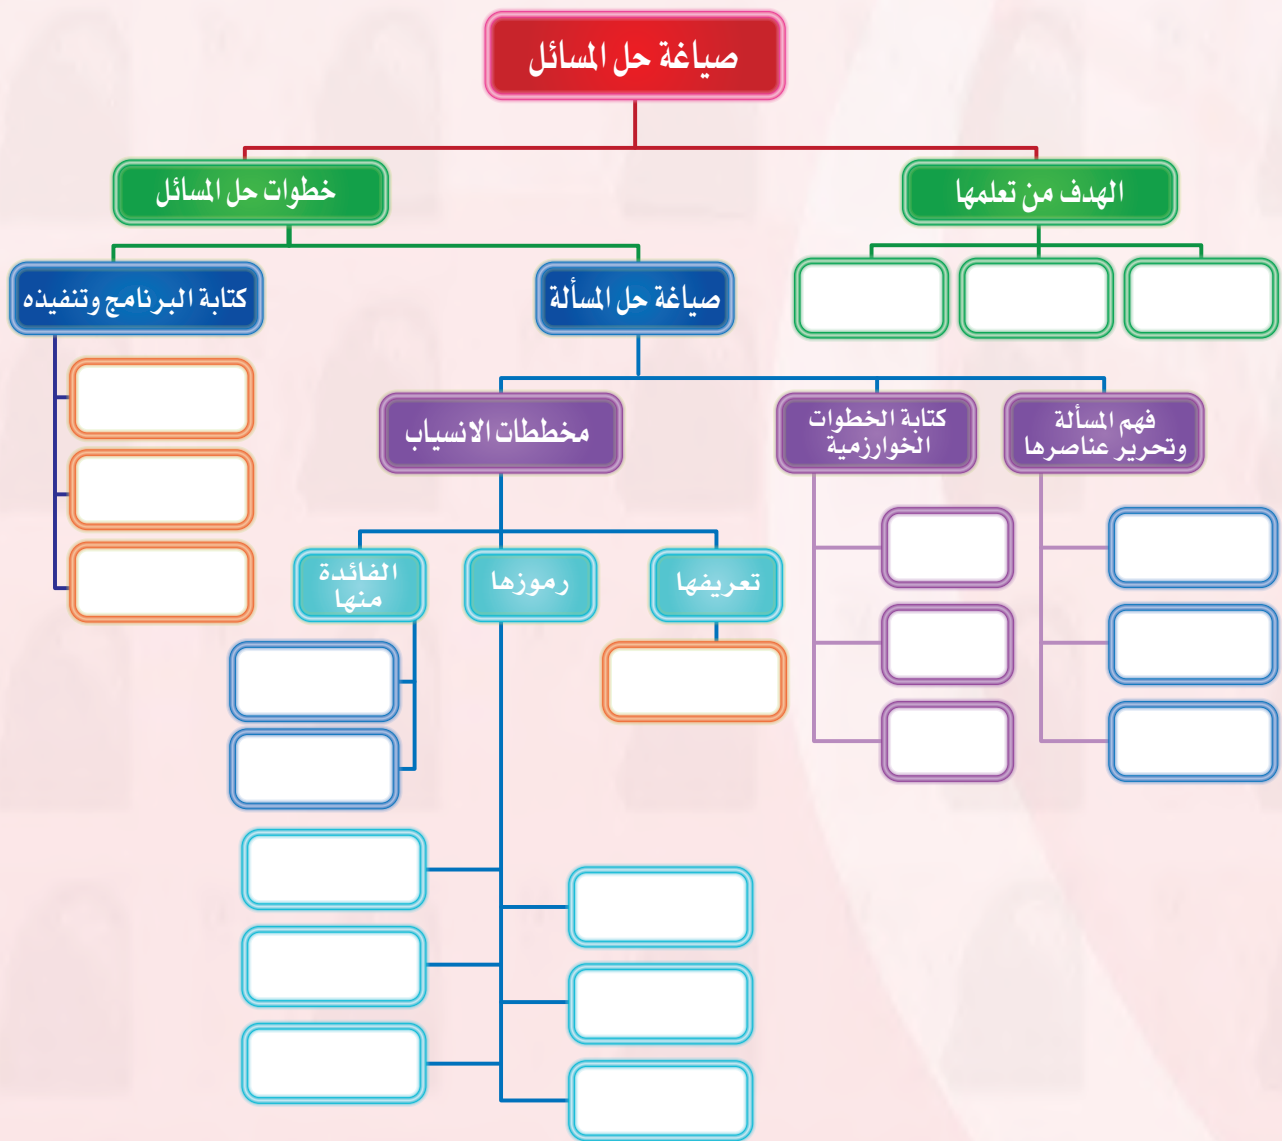 صياغة حل المسائل
الهدف من تعلمها
خطوات حل المسائل
صياغة حل المسألة
كتابة البرنامج وتنفيذه
فهم المسألة
وتحرير عناصرها
كتابة الخطوات
الخوارزمية
مخططات الانسياب
تعريفها
رموزها
الفائدة
منها